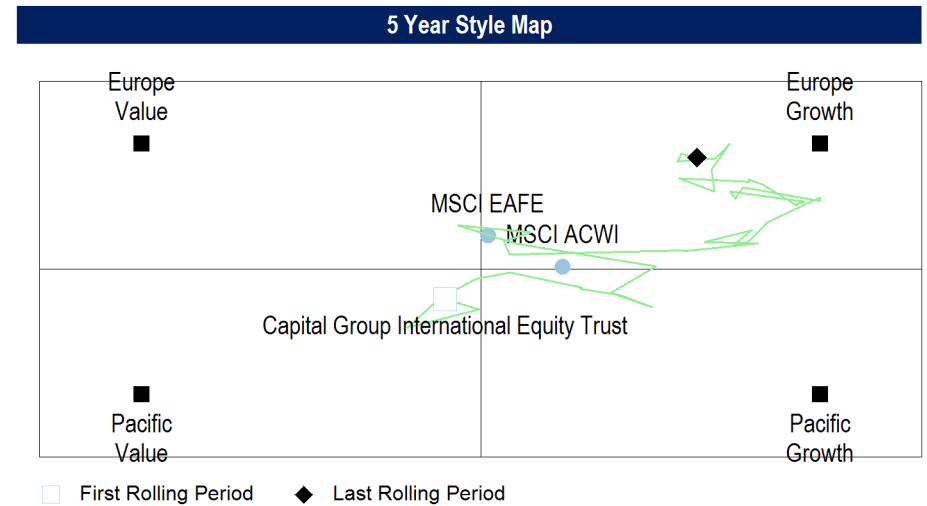 5 Year Style Map
Europe
Value
Europe
Growth
MSCI EAFE
MSCI ACWI
Capital Group International Equity Trust
Pacific
Value
Pacific
Growth
First Rolling Period
Last Rolling Period